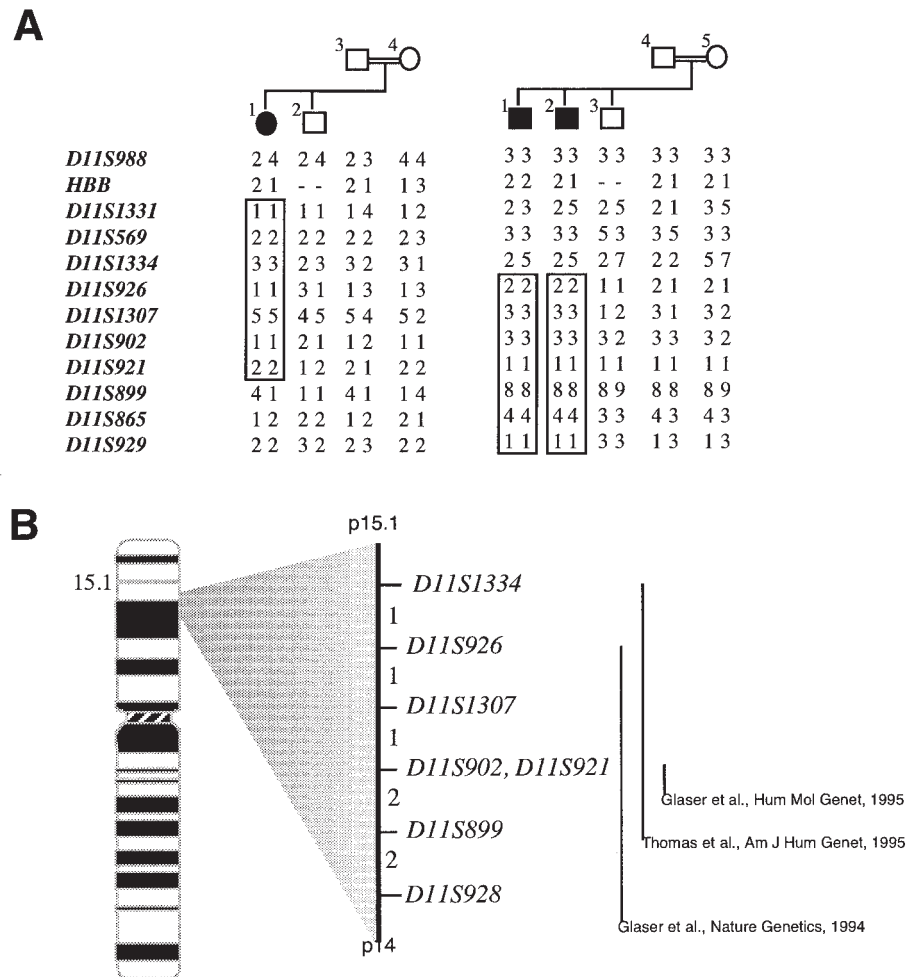 A
3 4 4 5
1 2 1 2 3
D11S988 2 4 2 4 2 3 4 4 3 3 3 3 3 3 3 3 3 3
HBB 2 1 - - 2 1 1 3 2 2 2 1 - - 2 1 2 1
D11S1331 1 1 1 1 1 4 1 2 2 3 2 5 2 5 2 1 3 5
D11S569 2 2 2 2 2 2 2 3 3 3 3 3 5 3 3 5 3 3
D11S1334 3 3 2 3 3 2 3 1 2 5 2 5 2 7 2 2 5 7
D11S926 1 1 3 1 1 3 1 3 2 2 2 2 1 1 2 1 2 1
D11S1307 5 5 4 5 5 4 5 2 3 3 3 3 1 2 3 1 3 2
D11S902 1 1 2 1 1 2 1 1 3 3 3 3 3 2 3 3 3 2
D11S921 2 2 1 2 2 1 2 2 1 1 1 1 1 1 1 1 1 1
D11S899 4 1 1 1 4 1 1 4 8 8 8 8 8 9 8 8 8 9
D11S865 1 2 2 2 1 2 2 1 4 4 4 4 3 3 4 3 4 3
D11S929 2 2 3 2 2 3 2 2 1 1 1 1 3 3 1 3 1 3
B
p15.1
15.1
D11S1334
1
D11S926
1
D11S1307
1
D11S902, D11S921
2
Glaser et al., Hum Mol Genet, 1995
D11S899
Thomas et al., Am J Hum Genet, 1995
2
D11S928
Glaser et al., Nature Genetics, 1994
p14